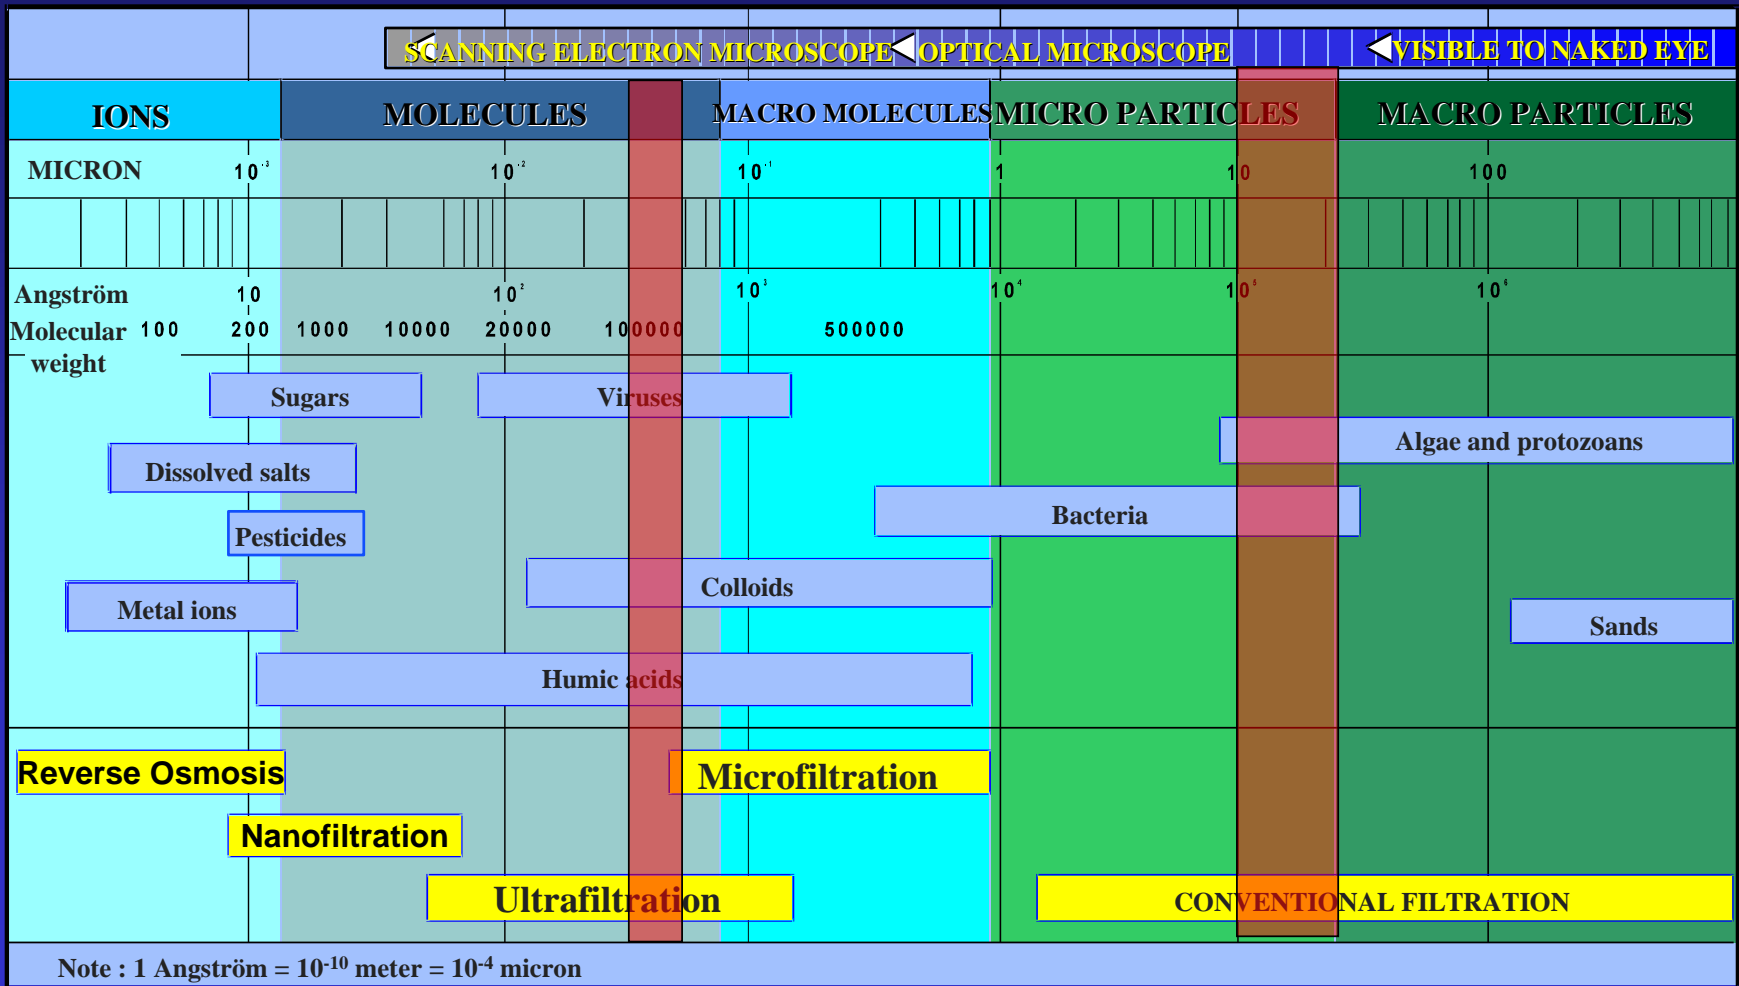 SCANNING ELECTRON MICROSCOPE OPTICAL MICROSCOPE VISIBLE TO NAKED EYE
IONS MOLECULES MACRO MOLECULES MICRO PARTICLES MACRO PARTICLES
MICRON 10⁻³ 10⁻² 10⁻¹ 1 10 100
Angström 10 10² 10³ 10⁴ 10⁵ 10⁶
Molecular 100 200 1000 10000 20000 100000 500000
weight
Sugars Viruses
Algae and protozoans
Dissolved salts
Bacteria
Pesticides
Colloids
Metal ions
Sands
Humic acids
Reverse Osmosis Microfiltration
Nanofiltration
Ultrafiltration CONVENTIONAL FILTRATION
Note : 1 Angström = 10⁻¹⁰ meter = 10⁻⁴ micron